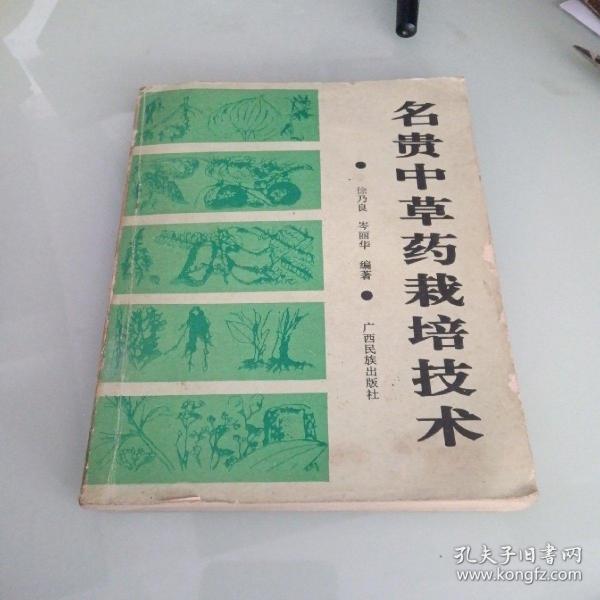 名贵中草药栽培技术
徐乃良 岑丽华 编著
广西民族出版社
孔夫子旧书网
www.kongfz.com